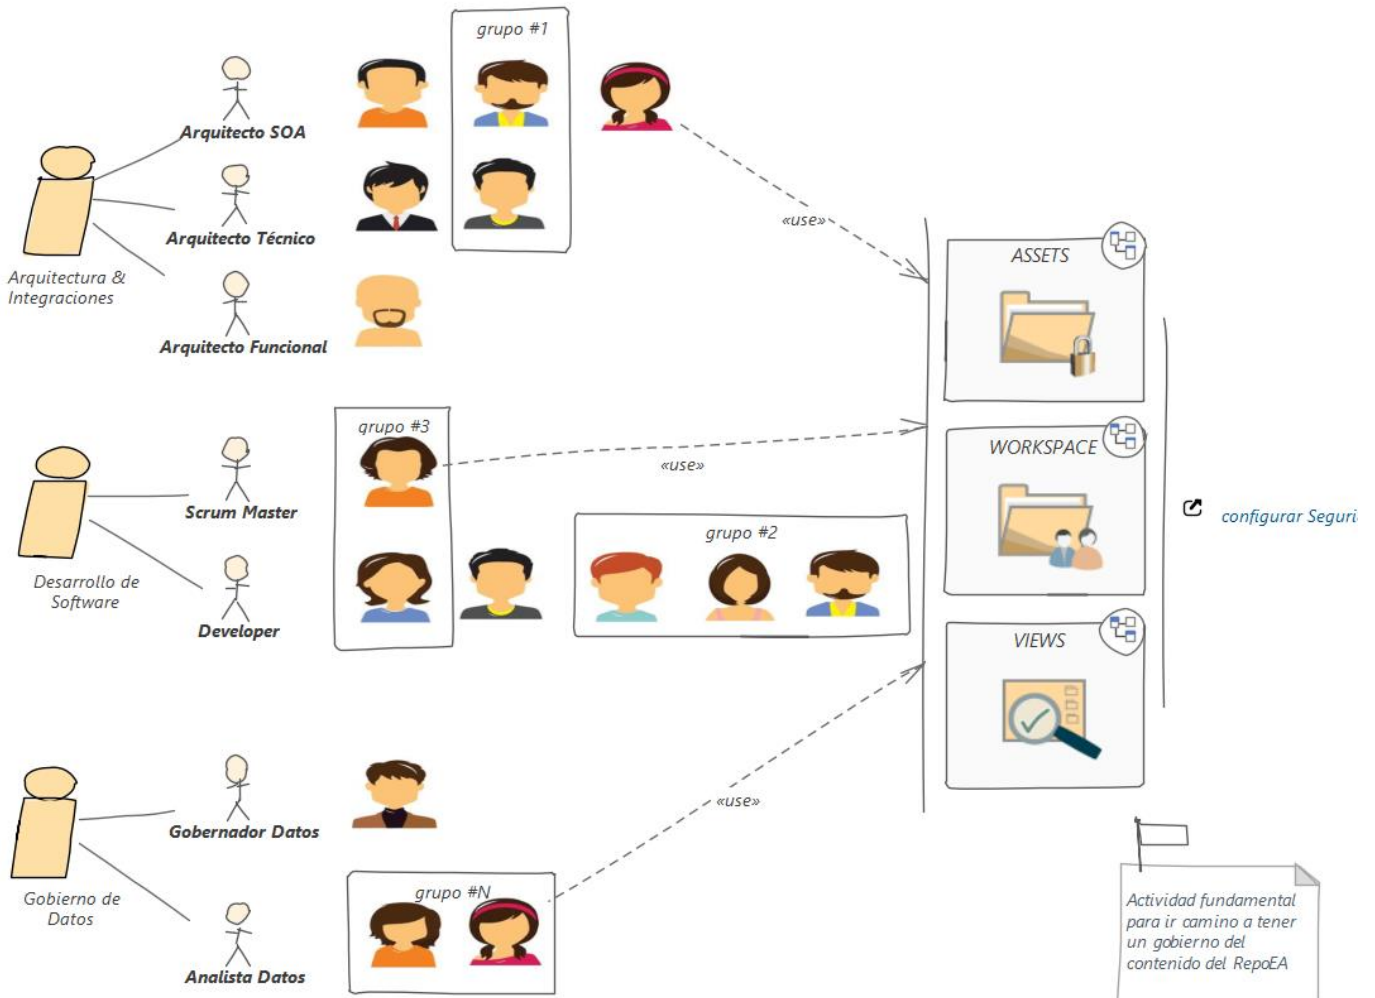 grupo #1
Arquitecto SOA
Arquitecto Técnico
Arquitecto Funcional
Arquitectura &
Integraciones
«use»
ASSETS
grupo #3
«use»
WORKSPACE
Scrum Master
grupo #2
configurar Seguri
Desarrollo de
Software
Developer
VIEWS
«use»
Gobernador Datos
Gobierno de
Datos
grupo #N
Analista Datos
Actividad fundamental
para ir camino a tener
un gobierno del
contenido del RepoEA